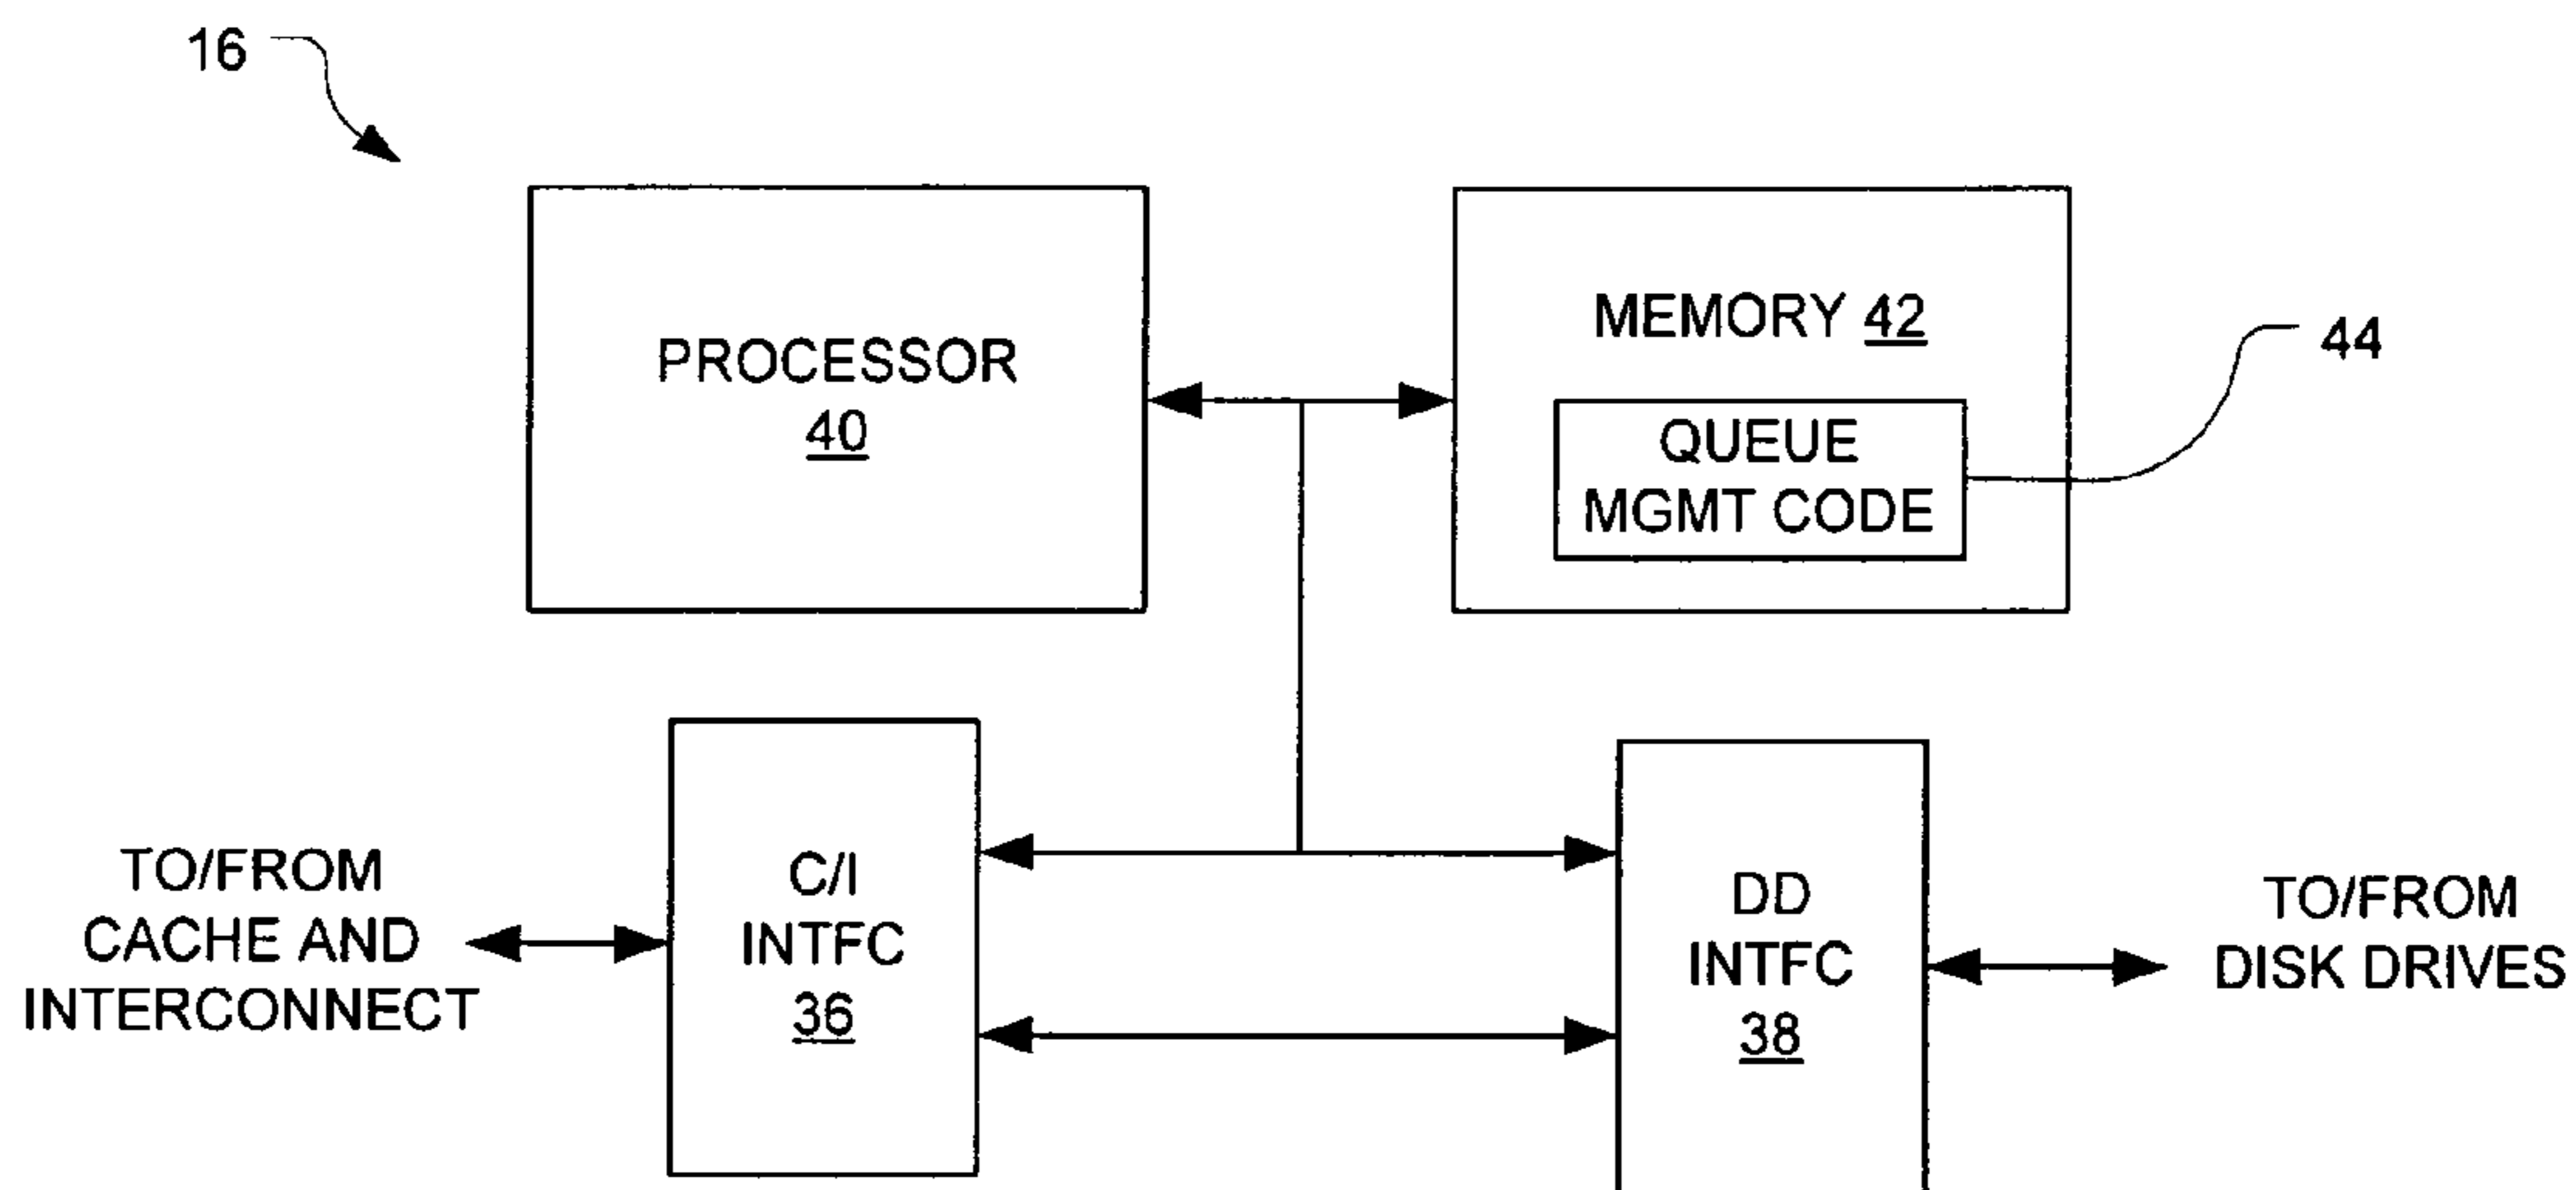 16
PROCESSOR
40
MEMORY 42
44
QUEUE
MGMT CODE
TO/FROM
CACHE AND
INTERCONNECT
C/I
INTFC
36
DD
INTFC
38
TO/FROM
DISK DRIVES